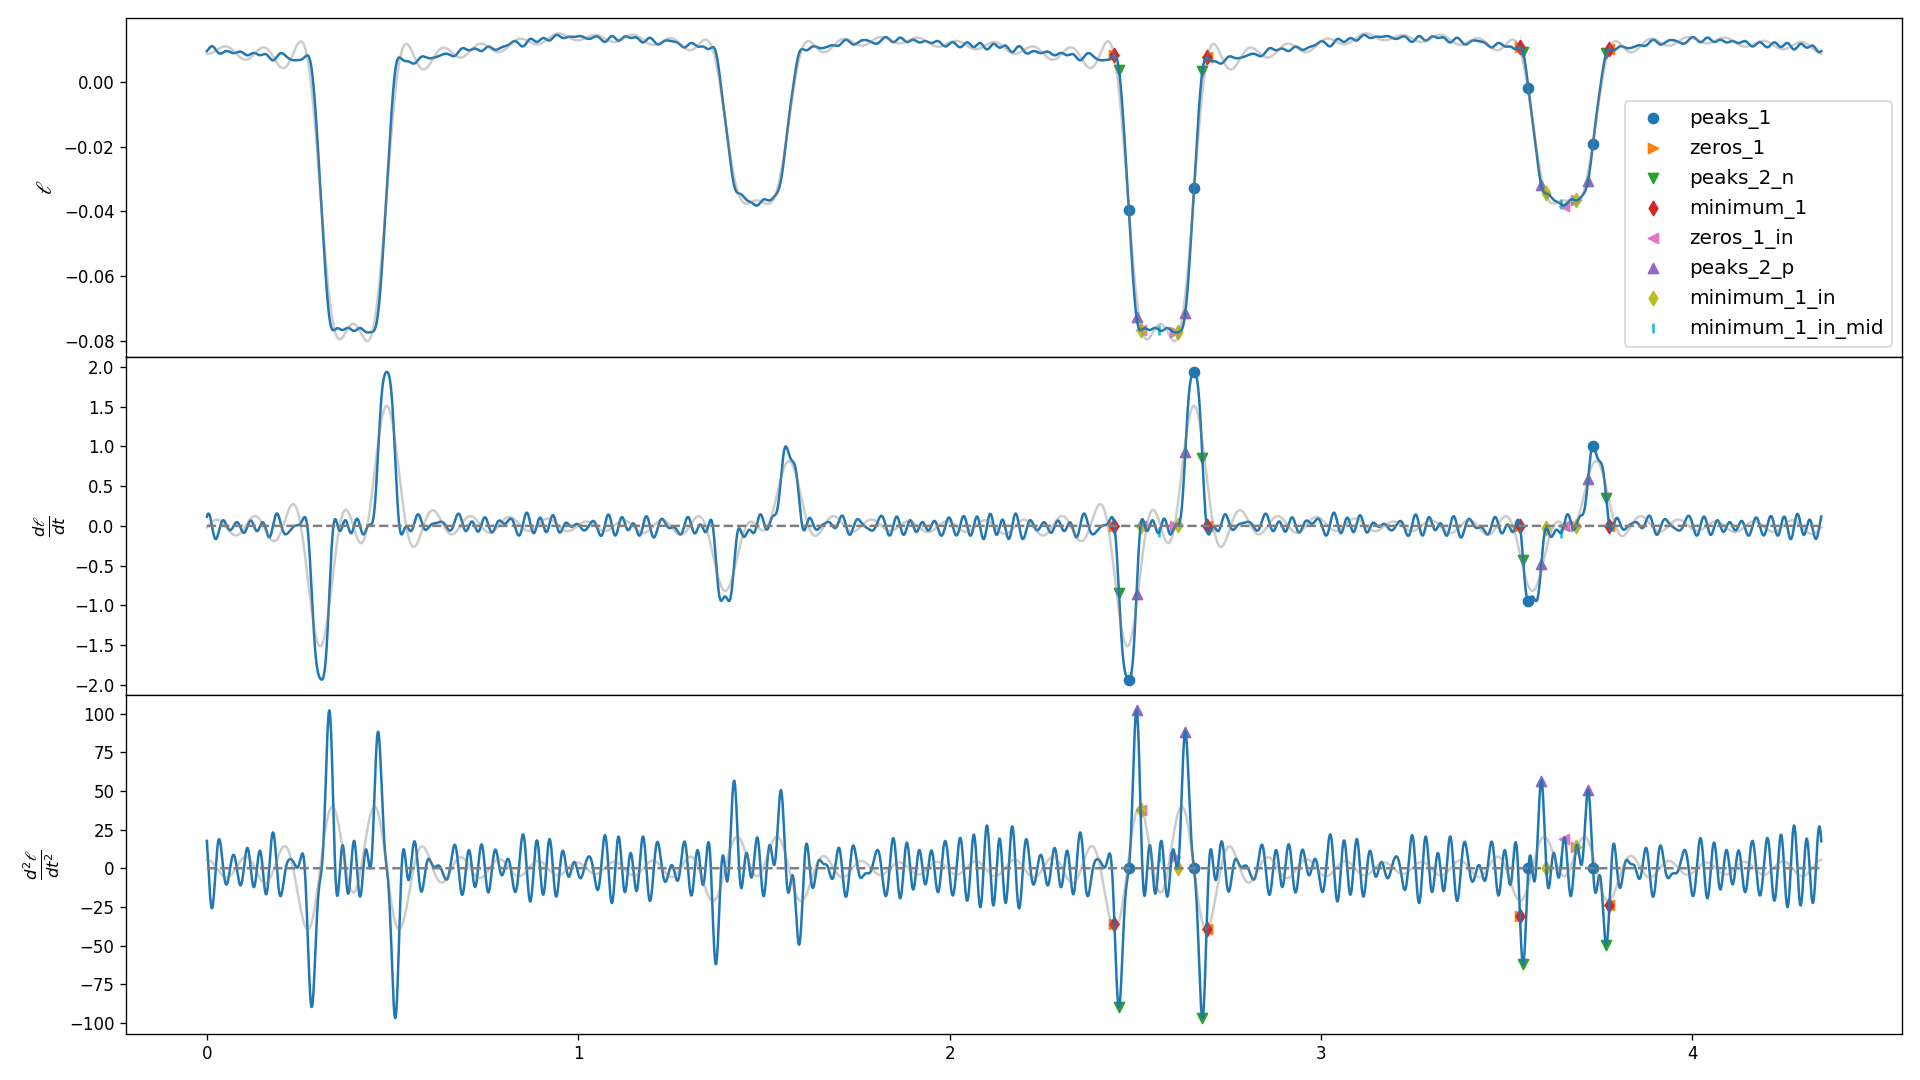 0.00
−0.02
−0.04
−0.06
−0.08
ℓ
peaks_1
zeros_1
peaks_2_n
minimum_1
zeros_1_in
peaks_2_p
minimum_1_in
minimum_1_in_mid
2.0
1.5
1.0
0.5
0.0
−0.5
−1.0
−1.5
−2.0
dℓ/dt
100
75
50
25
0
−25
−50
−75
−100
d²ℓ/dt²
0 1 2 3 4